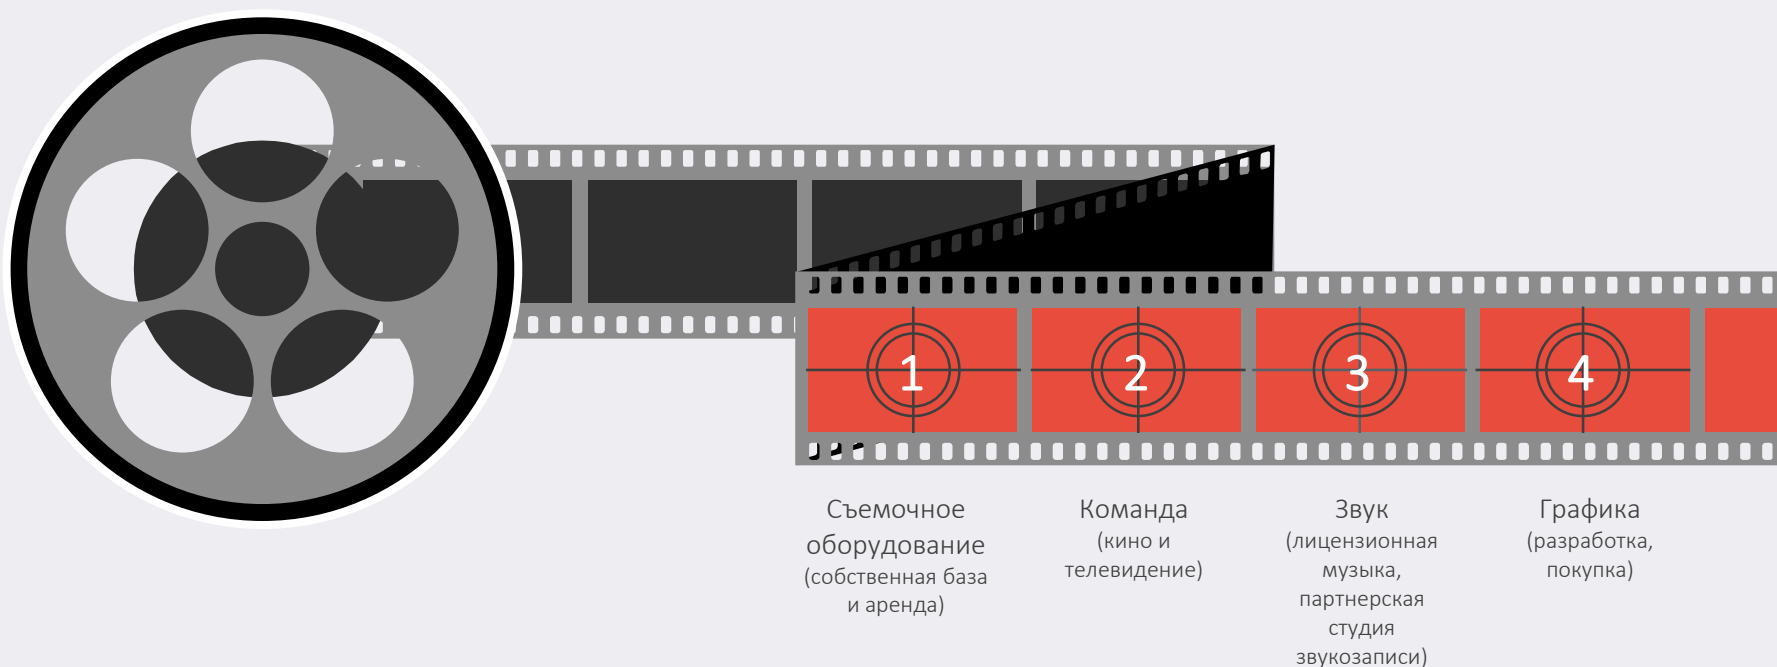 1
2
3
4
Съемочное
оборудование
(собственная база
и аренда)
Команда
(кино и
телевидение)
Звук
(лицензионная
музыка,
партнерская
студия
звукозаписи)
Графика
(разработка,
покупка)